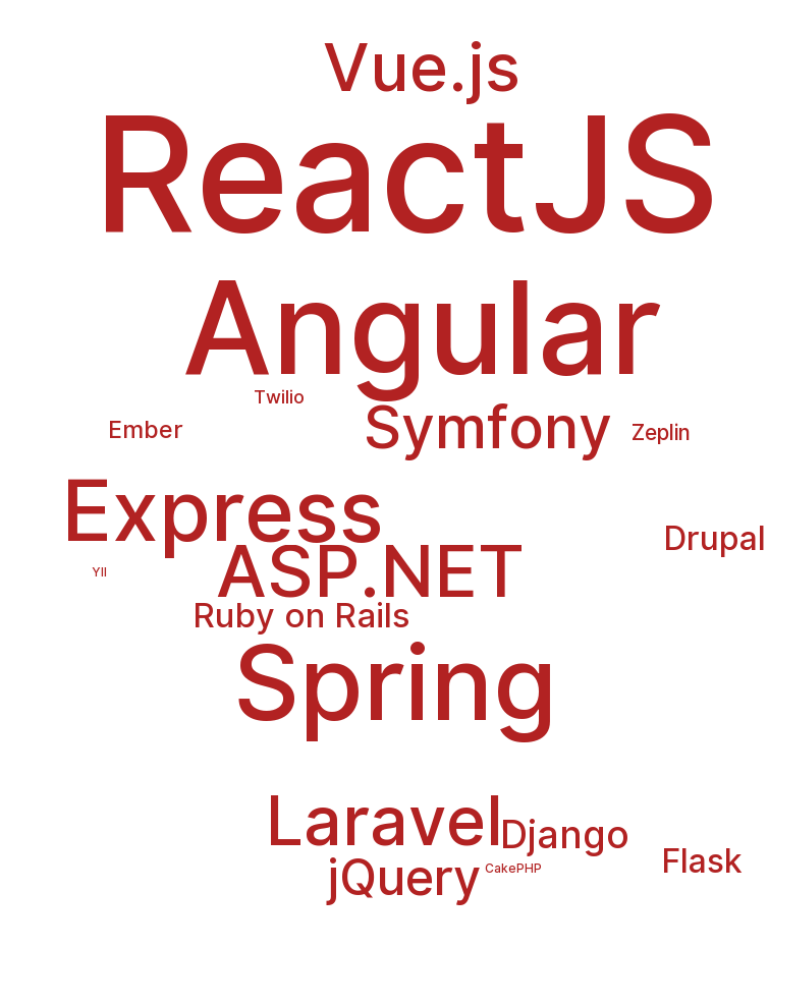 Vue.js
ReactJS
Angular
Twilio
Symfony
Ember
Zeplin
Express
Drupal
ASP.NET
YII
Ruby on Rails
Spring
Laravel
Django
Flask
jQuery
CakePHP